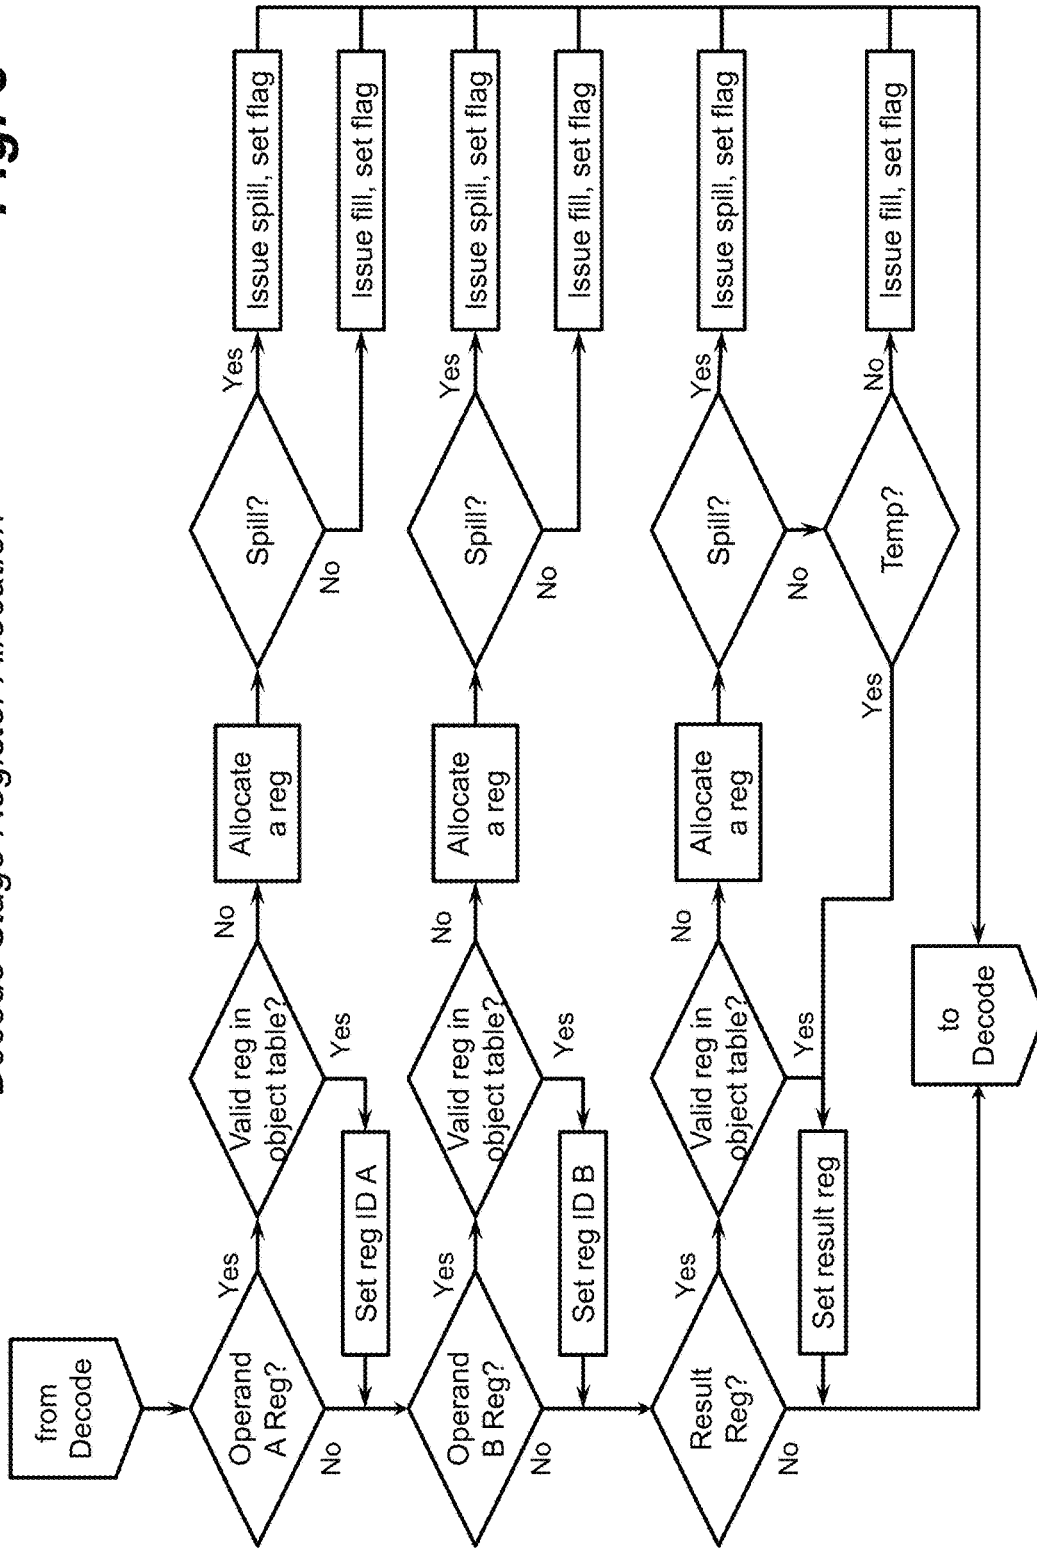 Decode Stage Register Allocation
Fig.
from
Decode
Operand
A Reg?
Yes
No
Valid reg in
object table?
No
Yes
Set reg ID A
Allocate
a reg
Spill?
Yes
No
Issue spill, set flag
Issue fill, set flag
Operand
B Reg?
Yes
No
Valid reg in
object table?
No
Yes
Set reg ID B
Allocate
a reg
Spill?
Yes
No
Issue spill, set flag
Issue fill, set flag
Result
Reg?
Yes
No
Valid reg in
object table?
No
Yes
Set result reg
Allocate
a reg
Spill?
Yes
No
Issue spill, set flag
Temp?
Yes
No
Issue fill, set flag
to
Decode